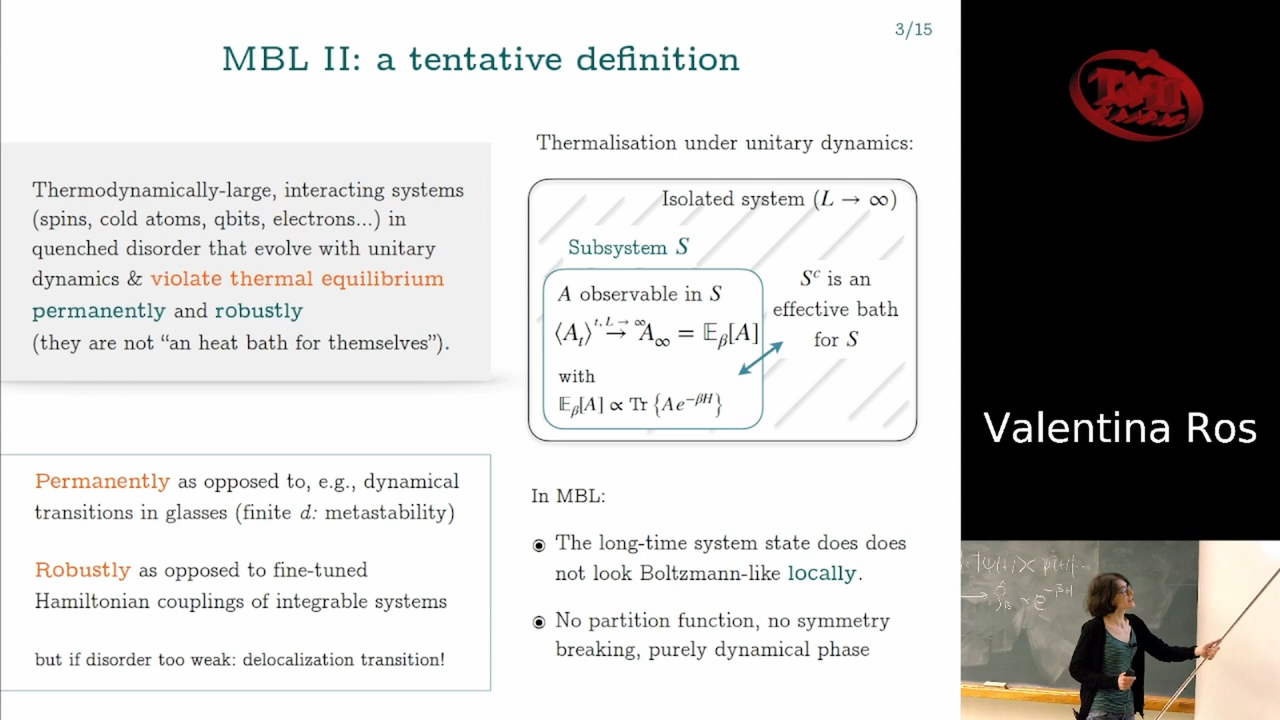 3/15
MBL II: a tentative definition
Thermodynamically-large, interacting systems
(spins, cold atoms, qbits, electrons...) in
quenched disorder that evolve with unitary
dynamics & violate thermal equilibrium
permanently and robustly
(they are not “an heat bath for themselves”).
Permanently as opposed to, e.g., dynamical
transitions in glasses (finite d: metastability)
Robustly as opposed to fine-tuned
Hamiltonian couplings of integrable systems
but if disorder too weak: delocalization transition!
Thermalisation under unitary dynamics:
Isolated system (L → ∞)
Subsystem S
A observable in S
⟨A_t⟩ →^{t,L→∞} A_∞ = 𝔼_β[A]
with
𝔼_β[A] ∝ Tr {Ae^{−βH}}
S^c is an
effective bath
for S
In MBL:
◉ The long-time system state does does
not look Boltzmann-like locally.
◉ No partition function, no symmetry
breaking, purely dynamical phase
Valentina Ros